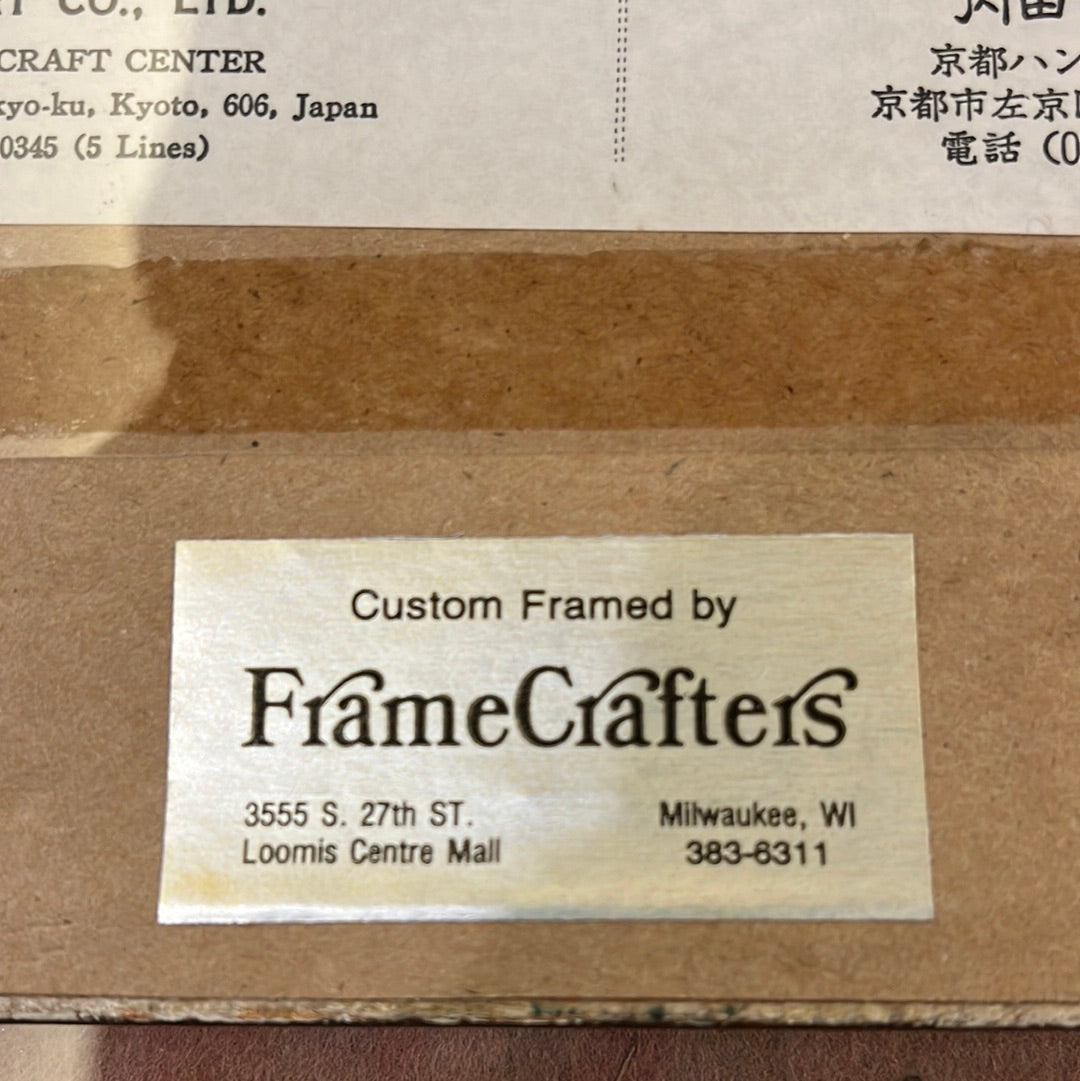 CO., LTD.
CRAFT CENTER
kyo-ku, Kyoto, 606, Japan
0345 (5 Lines)
京都ハン
京都市左京
電話 (0
Custom Framed by
FrameCrafters
3555 S. 27th ST.
Loomis Centre Mall
Milwaukee, WI
383-6311